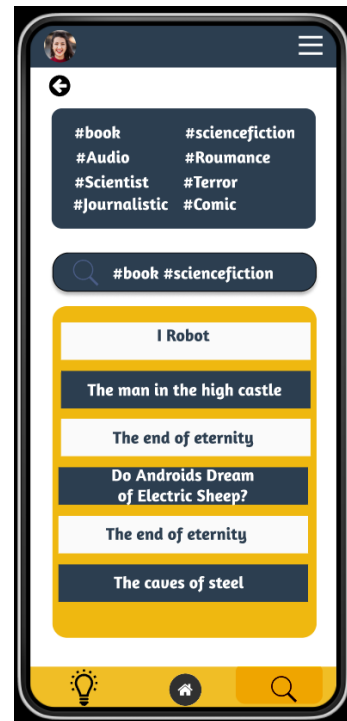 #book #sciencefiction
#Audio #Roumance
#Scientist #Terror
#Journalistic #Comic
#book #sciencefiction
I Robot
The man in the high castle
The end of eternity
Do Androids Dream
of Electric Sheep?
The end of eternity
The caves of steel